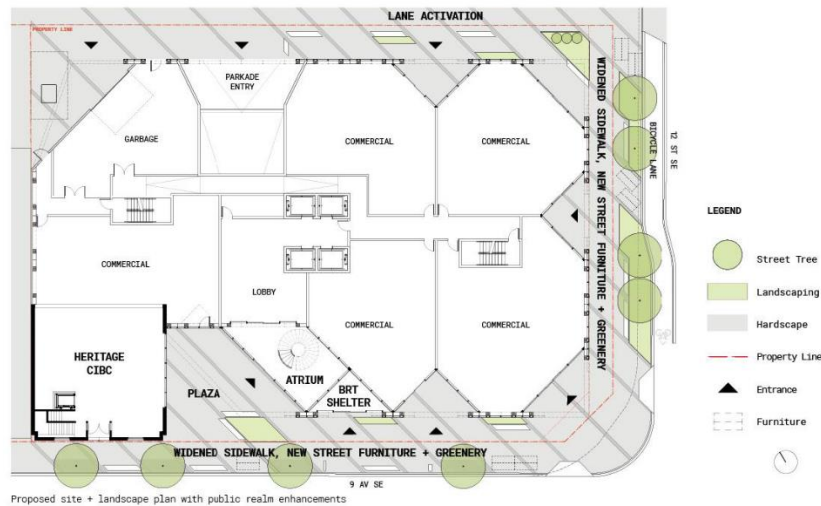 LANE ACTIVATION
PROPERTY LINE
PARKADE
ENTRY
GARBAGE
COMMERCIAL
COMMERCIAL
WIDENED SIDEWALK, NEW STREET FURNITURE + GREENERY
BICYCLE LANE
12 ST SE
COMMERCIAL
LOBBY
COMMERCIAL
COMMERCIAL
HERITAGE
CIBC
PLAZA
ATRIUM
BRT
SHELTER
WIDENED SIDEWALK, NEW STREET FURNITURE + GREENERY
9 AV SE
LEGEND
Street Tree
Landscaping
Hardscape
Property Line
Entrance
Furniture
Proposed site + landscape plan with public realm enhancements